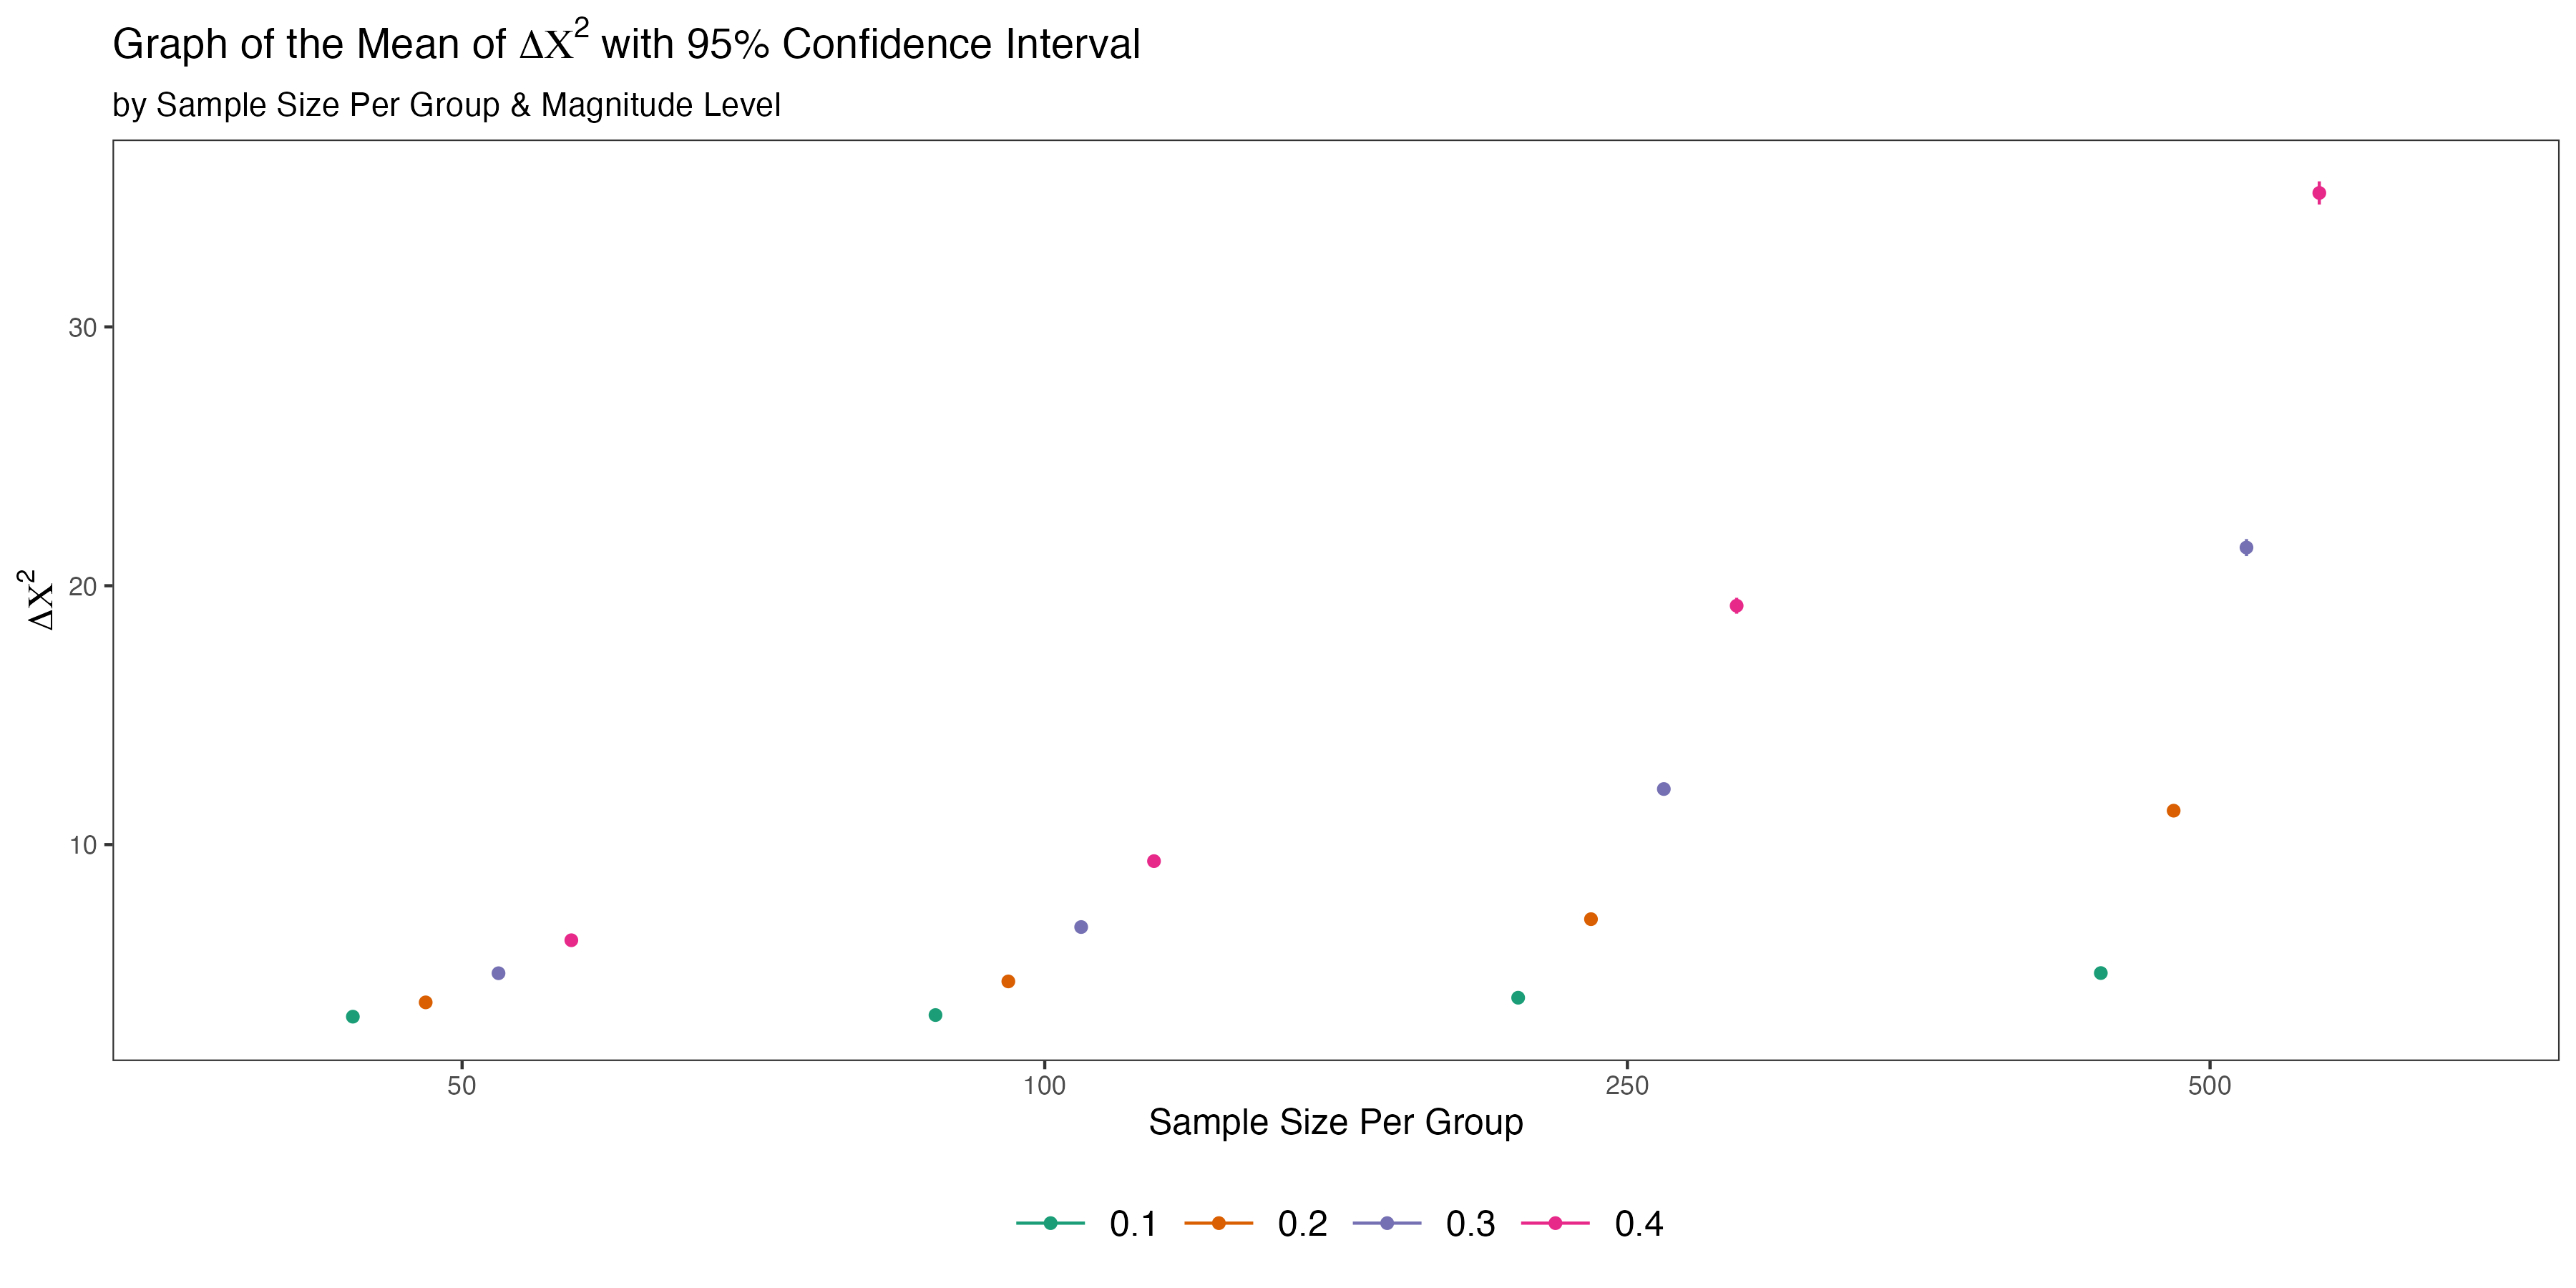 Graph of the Mean of ΔX² with 95% Confidence Interval
by Sample Size Per Group & Magnitude Level
ΔX²
30
20
10
50 100 250 500
Sample Size Per Group
0.1 0.2 0.3 0.4